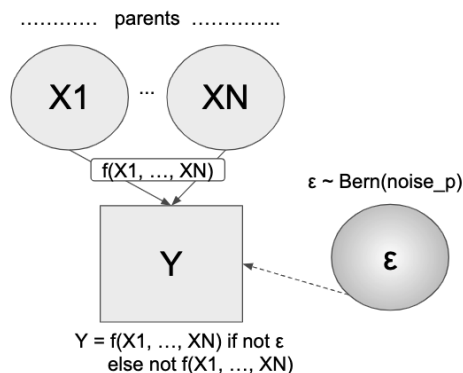 ………… parents …………..
X1
...
XN
f(X1, …, XN)
ε ~ Bern(noise_p)
Y
ε
Y = f(X1, …, XN) if not ε
else not f(X1, …, XN)